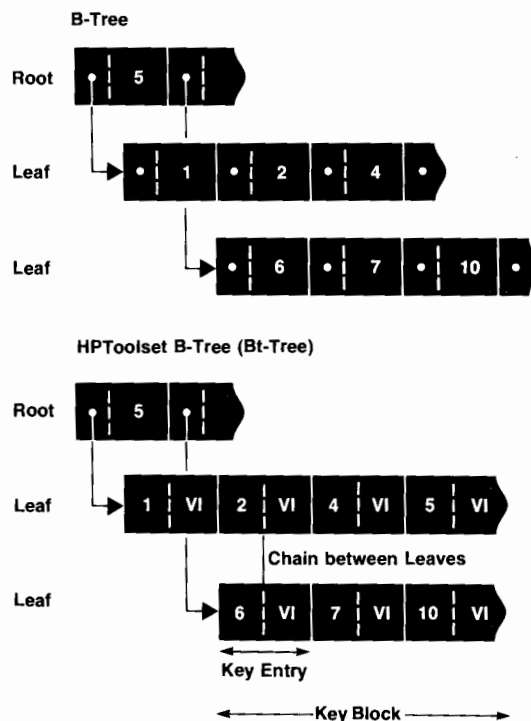 B-Tree
Root
5
Leaf
1 2 4
Leaf
6 7 10
HPToolset B-Tree (Bt-Tree)
Root
5
Leaf
1 VI 2 VI 4 VI 5 VI
Chain between Leaves
Leaf
6 VI 7 VI 10 VI
Key Entry
Key Block